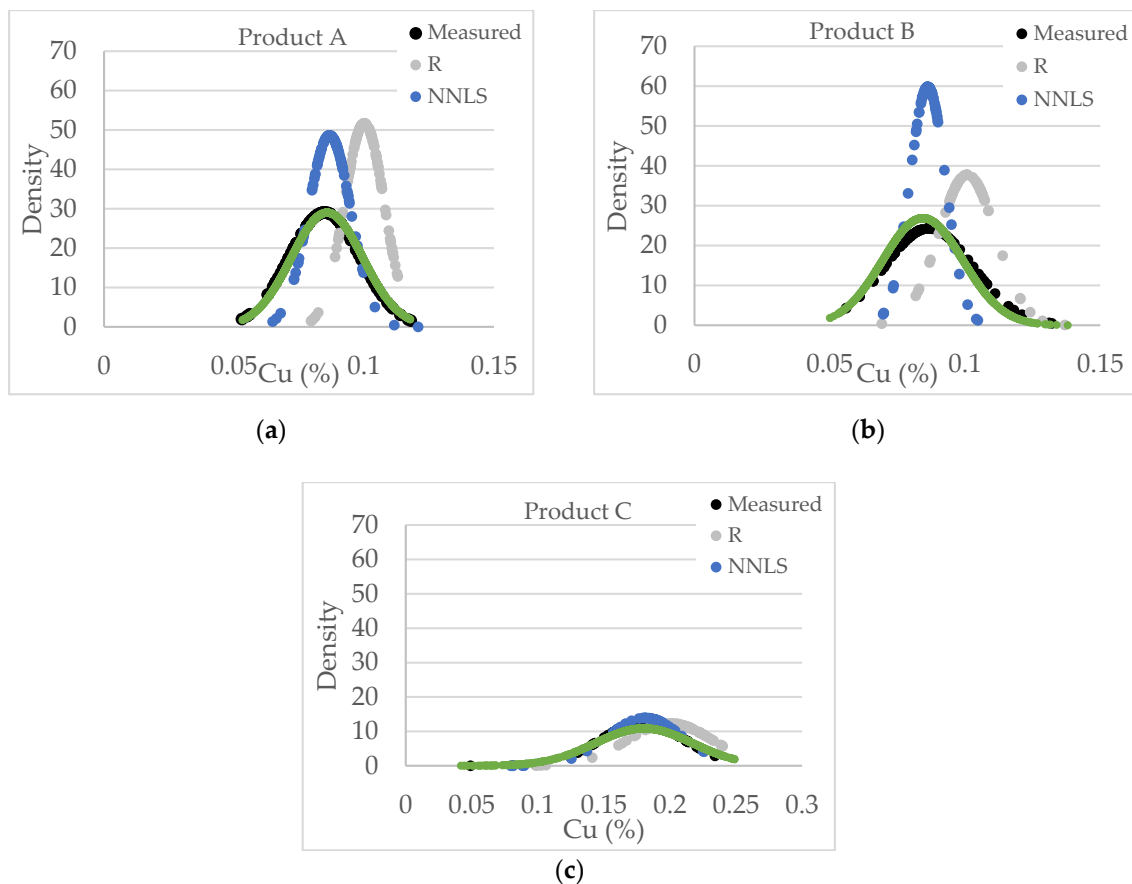 Product A
Measured
R
NNLS
Density
70
60
50
40
30
20
10
0
0 0.05 0.1 0.15
Cu (%)
(a)
Product B
Measured
R
NNLS
Density
70
60
50
40
30
20
10
0
0 0.05 0.1 0.15
Cu (%)
(b)
Product C
Measured
R
NNLS
Density
70
60
50
40
30
20
10
0
0 0.05 0.1 0.15 0.2 0.25 0.3
Cu (%)
(c)